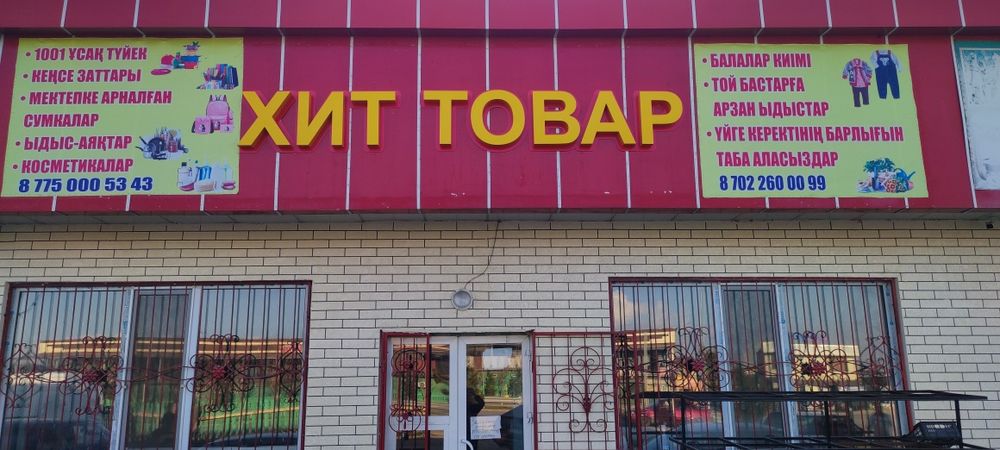 • 1001 ҰСАҚ ТҮЙЕК
• КЕҢСЕ ЗАТТАРЫ
• МЕКТЕПКЕ АРНАЛҒАН
СУМКАЛАР
• ЫДЫС-АЯҚТАР
• КОСМЕТИКАЛАР
8 775 000 53 43
ХИТ ТОВАР
• БАЛАЛАР КИІМІ
• ТОЙ БАСТАРҒА
АРЗАН ЫДЫСТАР
• ҮЙГЕ КЕРЕКТІНІҢ БАРЛЫҒЫН
ТАБА АЛАСЫЗДАР
8 702 260 00 99